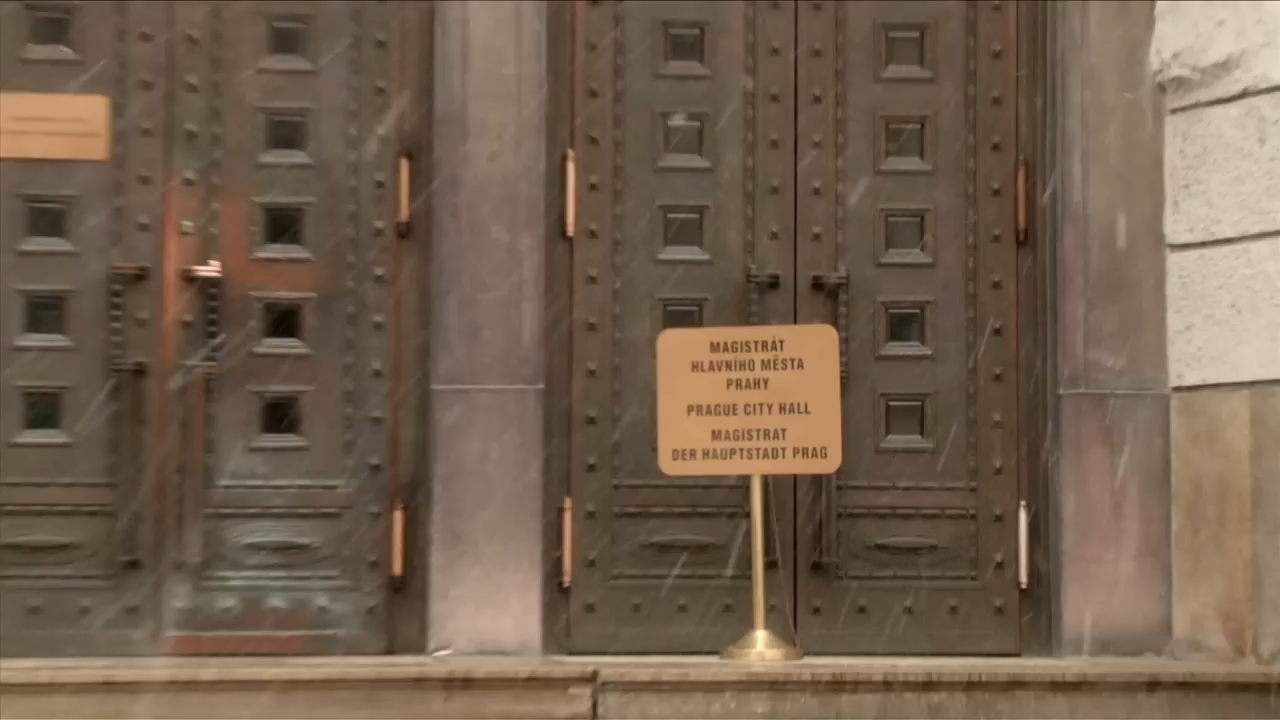 MAGISTRÁT
HLAVNÍHO MĚSTA
PRAHY
PRAGUE CITY HALL
MAGISTRAT
DER HAUPTSTADT PRAG